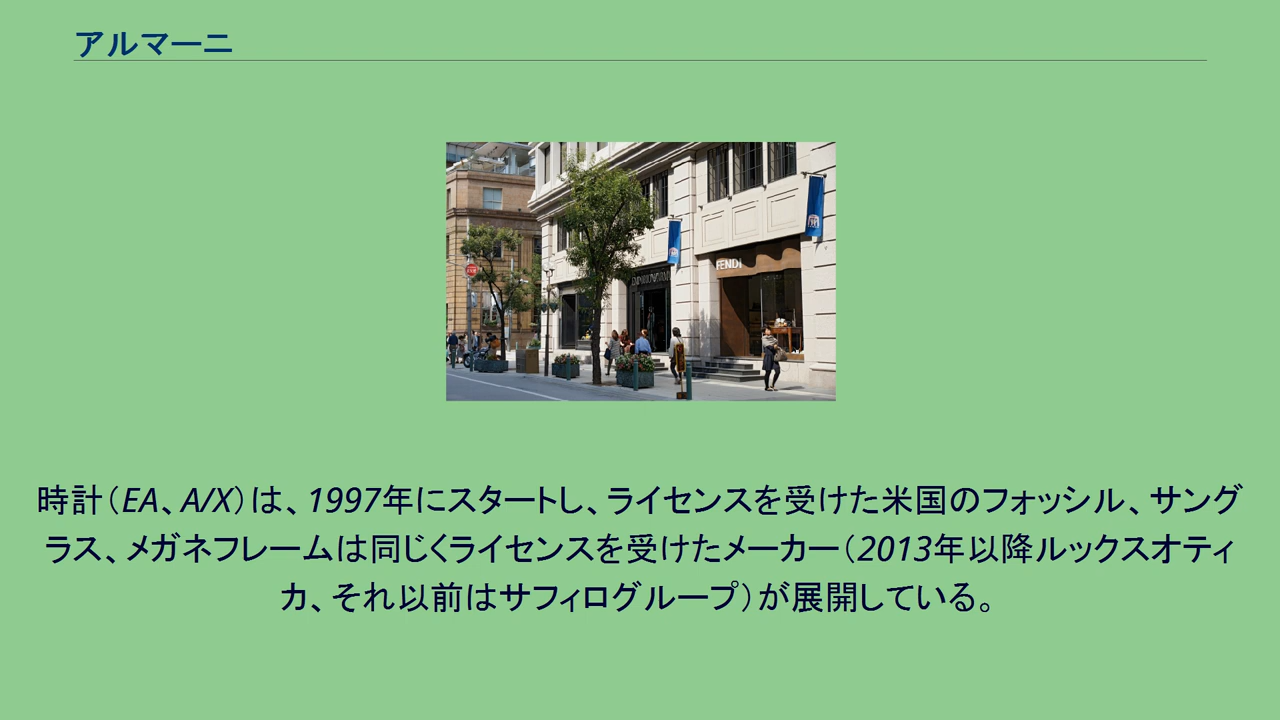 アルマーニ
FENDI
時計（EA、A/X）は、1997年にスタートし、ライセンスを受けた米国のフォッシル、サング
ラス、メガネフレームは同じくライセンスを受けたメーカー（2013年以降ルックスオティ
カ、それ以前はサフィログループ）が展開している。